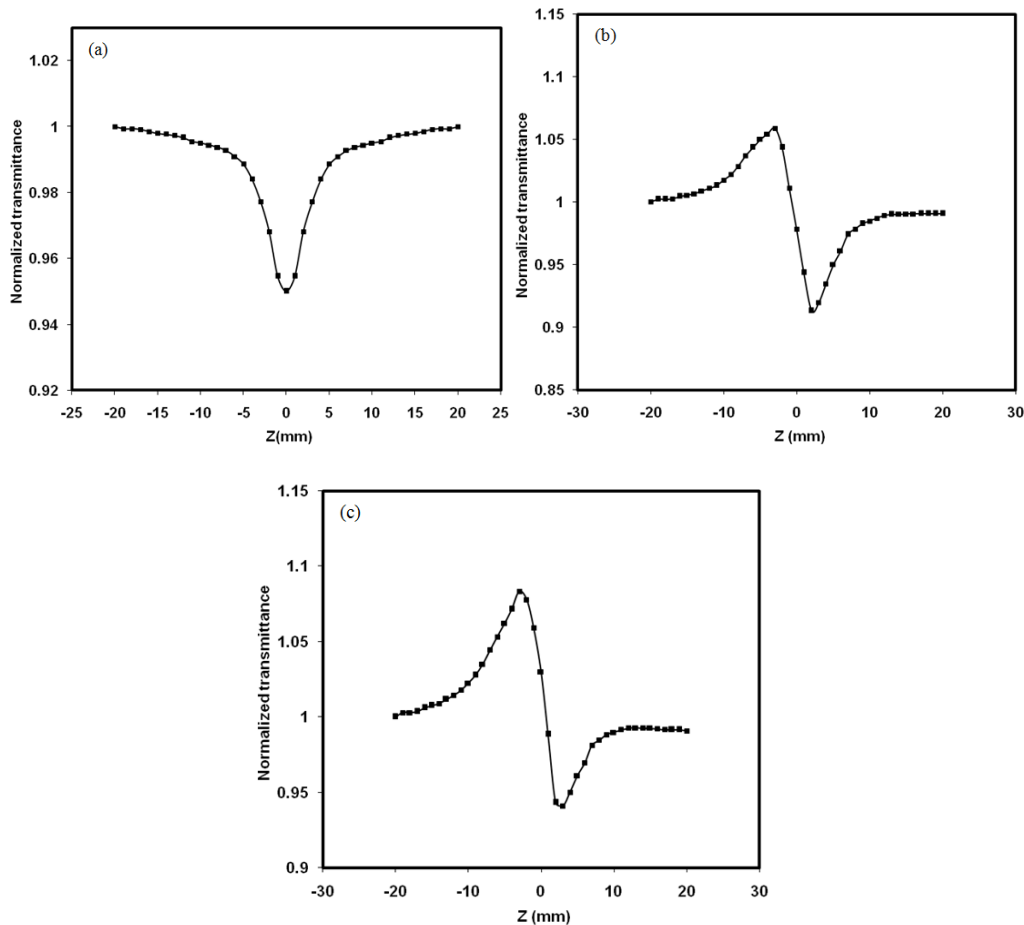 (a)
Normalized transmittance
1.02
1
0.98
0.96
0.94
0.92
-25 -20 -15 -10 -5 0 5 10 15 20 25
Z(mm)
(b)
Normalized transmittance
1.15
1.1
1.05
1
0.95
0.9
0.85
-30 -20 -10 0 10 20 30
Z (mm)
(c)
Normalized transmittance
1.15
1.1
1.05
1
0.95
0.9
-30 -20 -10 0 10 20 30
Z (mm)